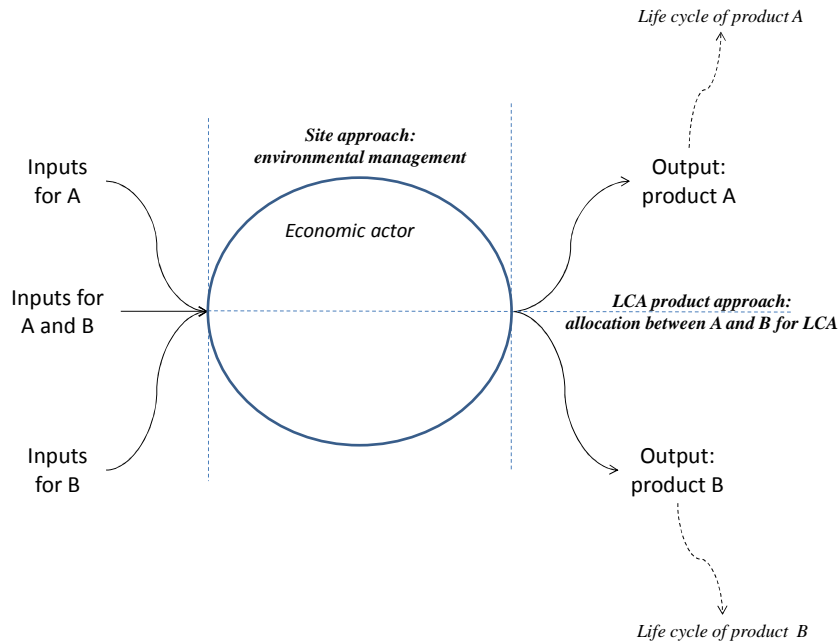 Life cycle of product A
Site approach:
environmental management
Inputs
for A
Output:
product A
Economic actor
Inputs for
A and B
LCA product approach:
allocation between A and B for LCA
Inputs
for B
Output:
product B
Life cycle of product B